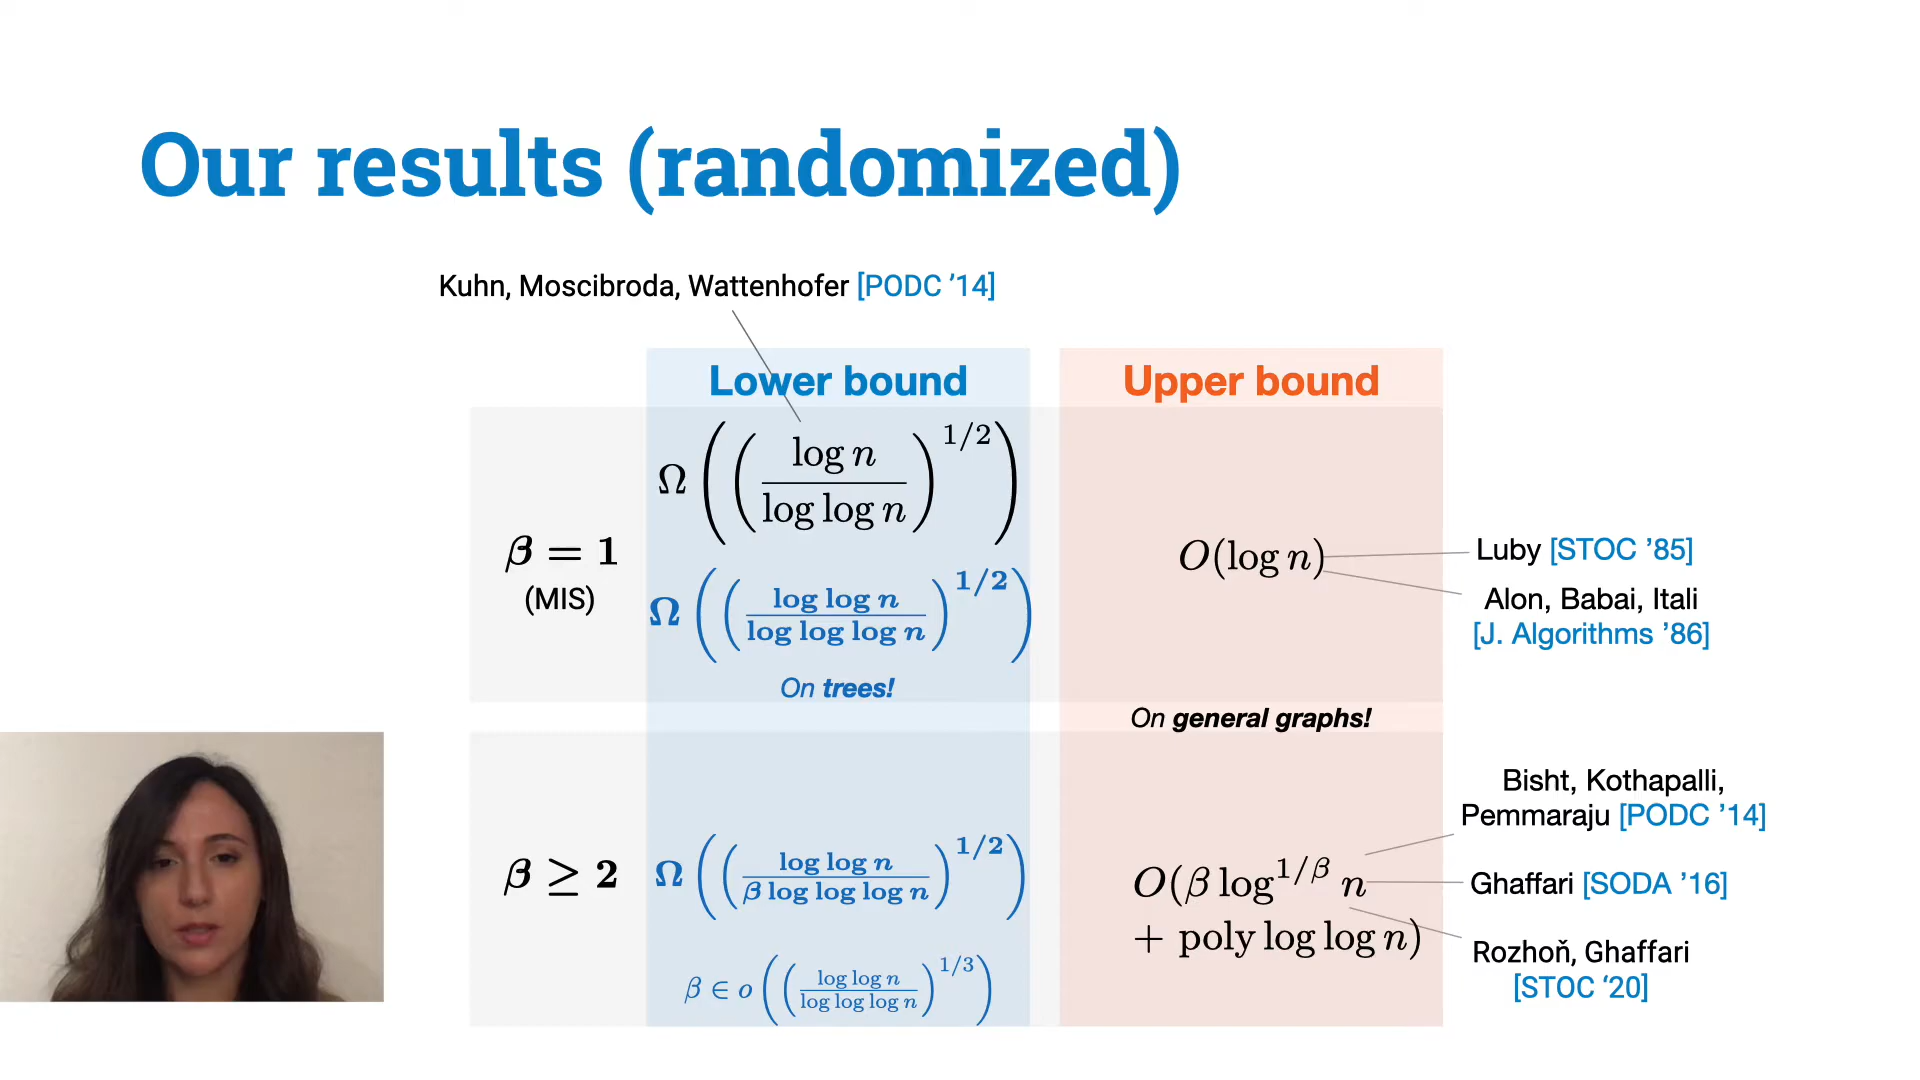 Our results (randomized)
Kuhn, Moscibroda, Wattenhofer [PODC ’14]
Lower bound
Upper bound
β = 1
(MIS)
Ω((log n / log log n)^1/2)
Ω((log log n / log log log n)^1/2)
On trees!
O(log n)
Luby [STOC ’85]
Alon, Babai, Itali
[J. Algorithms ’86]
On general graphs!
β ≥ 2
Ω((log log n / β log log log n)^1/2)
β ∈ o((log log n / log log log n)^1/3)
O(β log^1/β n
+ poly log log n)
Bisht, Kothapalli,
Pemmaraju [PODC ’14]
Ghaffari [SODA ’16]
Rozhoň, Ghaffari
[STOC ‘20]